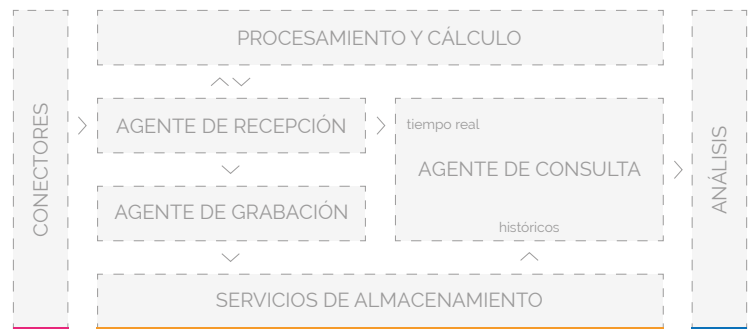 PROCESAMIENTO Y CÁLCULO
CONECTORES
AGENTE DE RECEPCIÓN
tiempo real
AGENTE DE CONSULTA
ANÁLISIS
AGENTE DE GRABACIÓN
históricos
SERVICIOS DE ALMACENAMIENTO